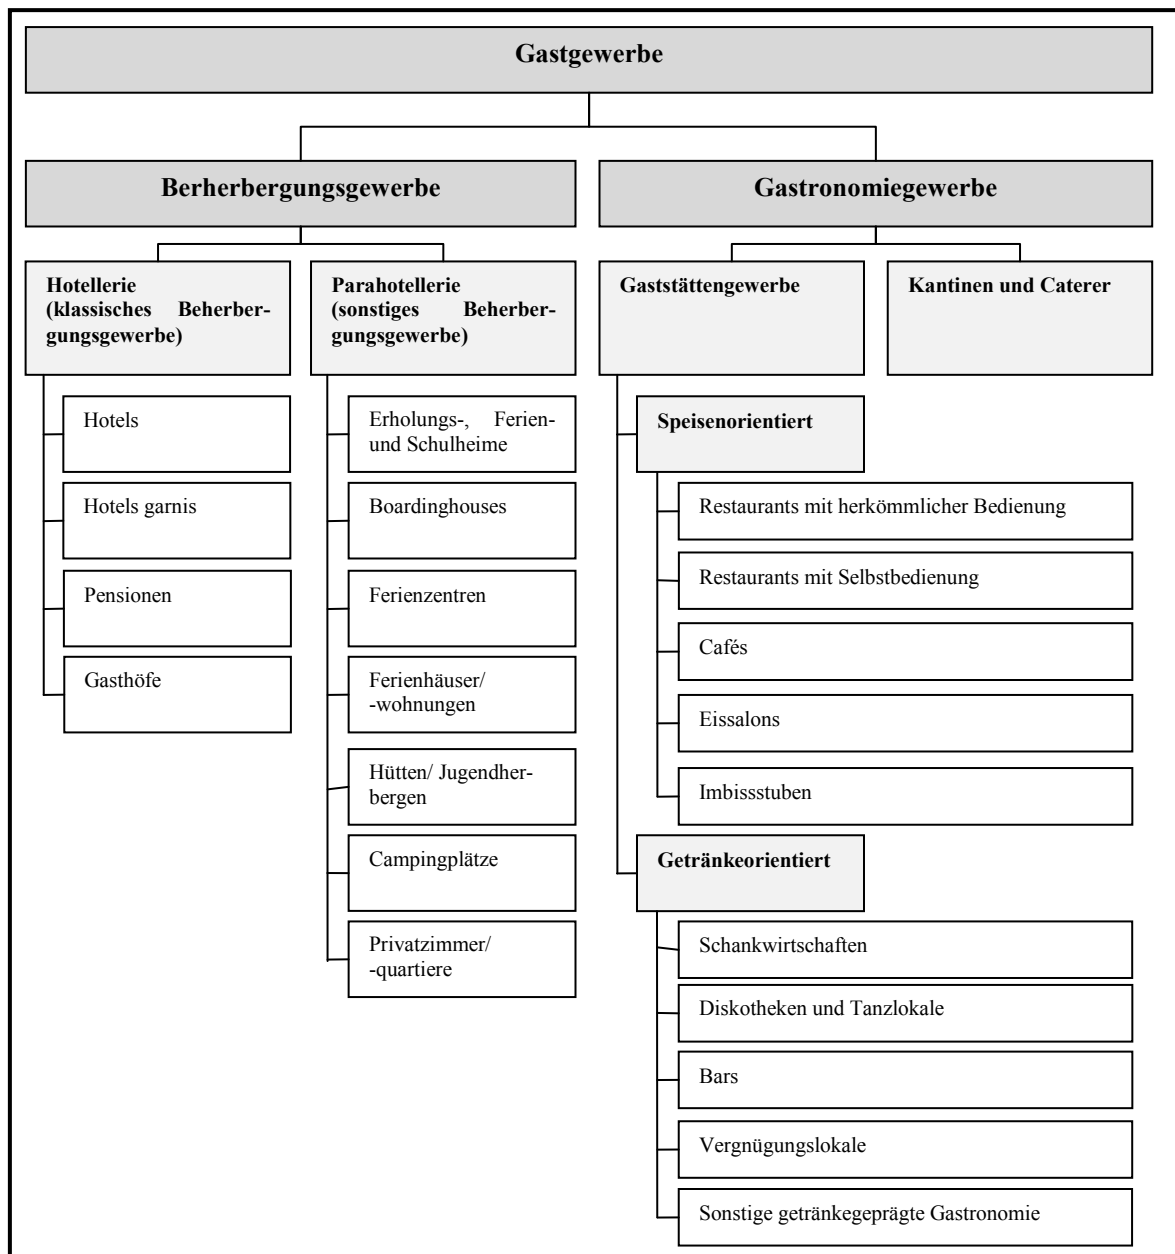 Gastgewerbe
Berherbergungsgewerbe
Gastronomiegewerbe
Hotellerie
(klassisches Beherber-
gungsgewerbe)
Parahotellerie
(sonstiges Beherber-
gungsgewerbe)
Gaststättengewerbe
Kantinen und Caterer
Hotels
Hotels garnis
Pensionen
Gasthöfe
Erholungs-, Ferien-
und Schulheime
Boardinghouses
Ferienzentren
Ferienhäuser/
-wohnungen
Hütten/ Jugendher-
bergen
Campingplätze
Privatzimmer/
-quartiere
Speisenorientiert
Restaurants mit herkömmlicher Bedienung
Restaurants mit Selbstbedienung
Cafés
Eissalons
Imbissstuben
Getränkeorientiert
Schankwirtschaften
Diskotheken und Tanzlokale
Bars
Vergnügungslokale
Sonstige getränkegeprägte Gastronomie